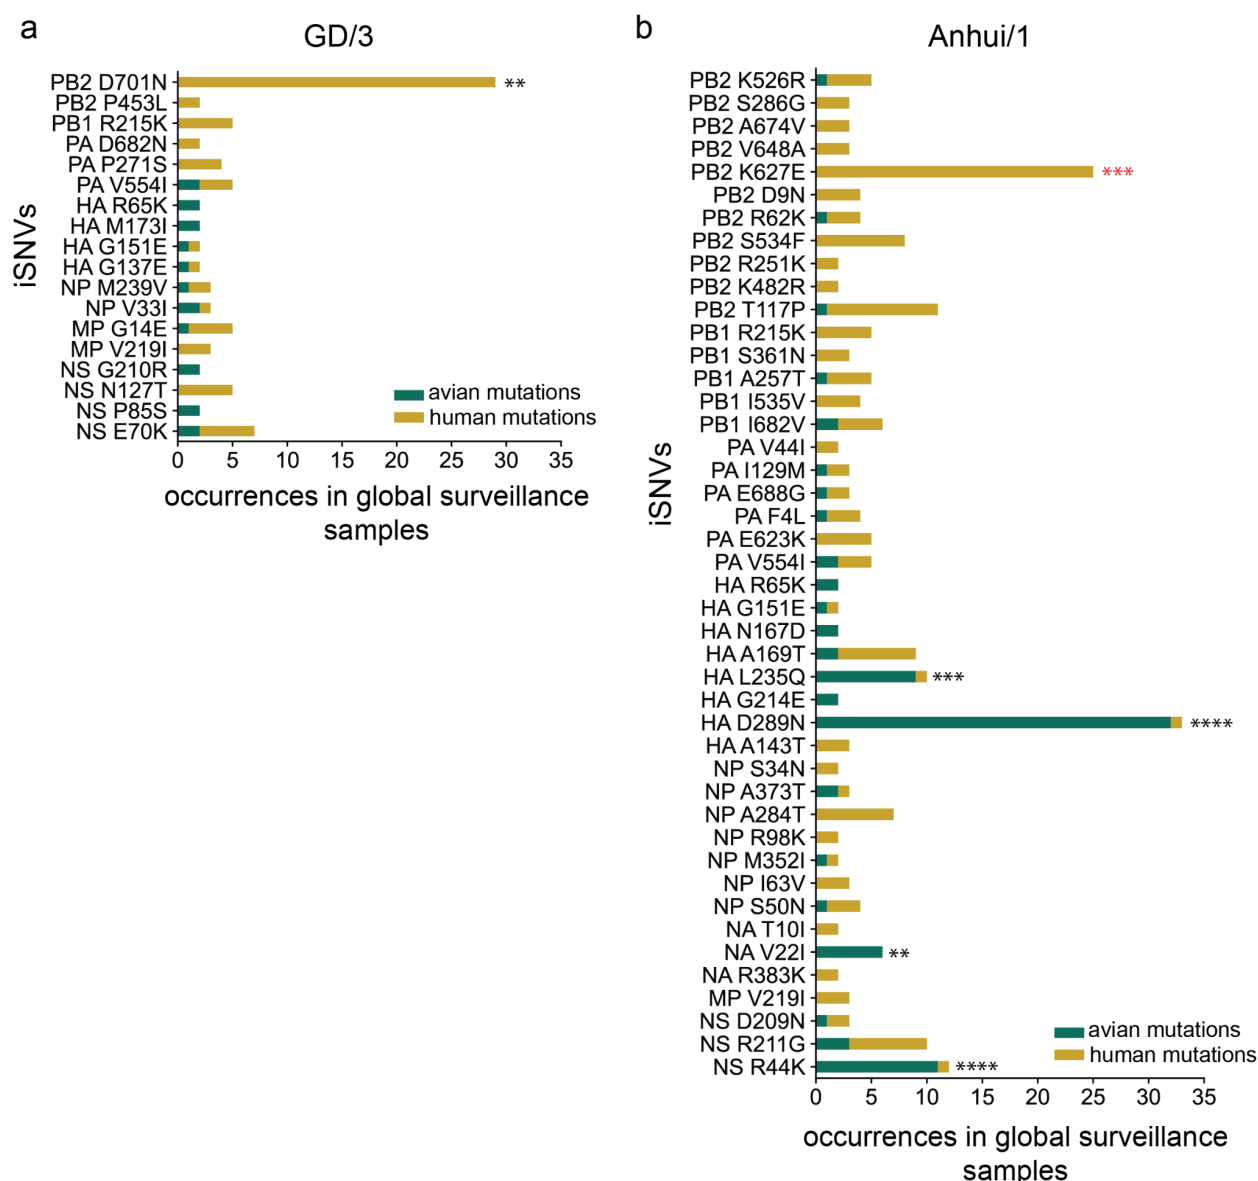 a
GD/3
iSNVs
PB2 D701N
**
PB2 P453L
PB1 R215K
PA D682N
PA P271S
PA V554I
HA R65K
HA M173I
HA G151E
HA G137E
NP M239V
NP V33I
MP G14E
MP V219I
NS G210R
NS N127T
NS P85S
NS E70K
avian mutations
human mutations
0 5 10 15 20 25 30 35
occurrences in global surveillance
samples
b
Anhui/1
iSNVs
PB2 K526R
PB2 S286G
PB2 A674V
PB2 V648A
PB2 K627E
***
PB2 D9N
PB2 R62K
PB2 S534F
PB2 R251K
PB2 K482R
PB2 T117P
PB1 R215K
PB1 S361N
PB1 A257T
PB1 I535V
PB1 I682V
PA V44I
PA I129M
PA E688G
PA F4L
PA E623K
PA V554I
HA R65K
HA G151E
HA N167D
HA A169T
HA L235Q
***
HA G214E
HA D289N
****
HA A143T
NP S34N
NP A373T
NP A284T
NP R98K
NP M352I
NP I63V
NP S50N
NA T10I
NA V22I
**
NA R383K
MP V219I
NS D209N
NS R211G
NS R44K
****
avian mutations
human mutations
0 5 10 15 20 25 30 35
occurrences in global surveillance
samples